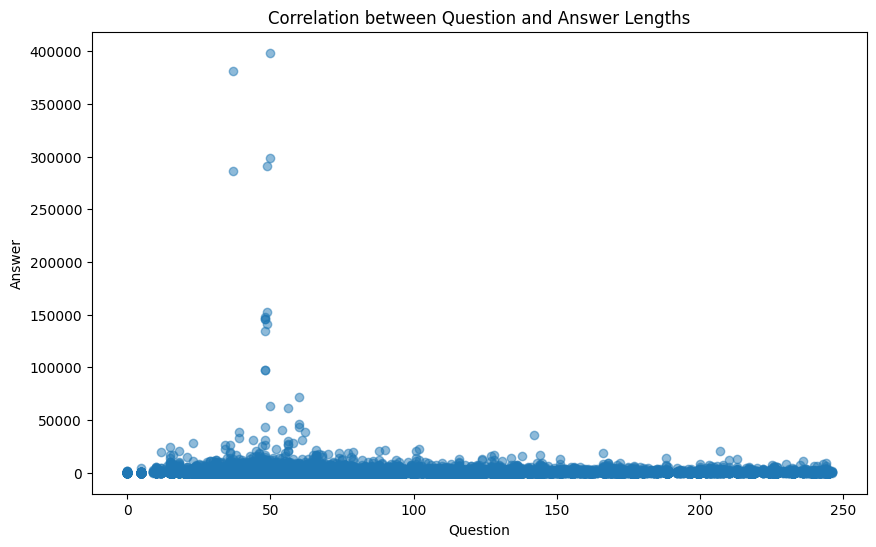 Correlation between Question and Answer Lengths
400000
350000
300000
250000
200000
150000
100000
50000
0
Answer
0 50 100 150 200 250
Question